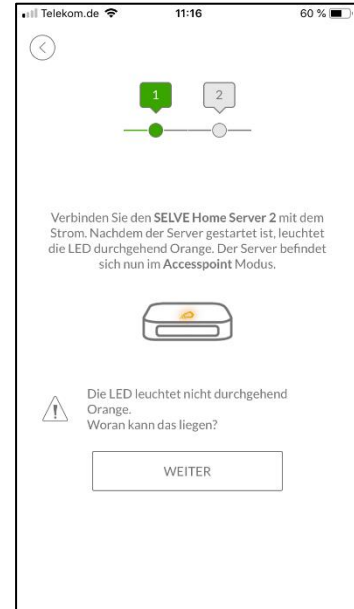 Telekom.de 11:16 60 %
1 2
Verbinden Sie den SELVE Home Server 2 mit dem
Strom. Nachdem der Server gestartet ist, leuchtet
die LED durchgehend Orange. Der Server befindet
sich nun im Accesspoint Modus.
Die LED leuchtet nicht durchgehend
Orange.
Woran kann das liegen?
WEITER